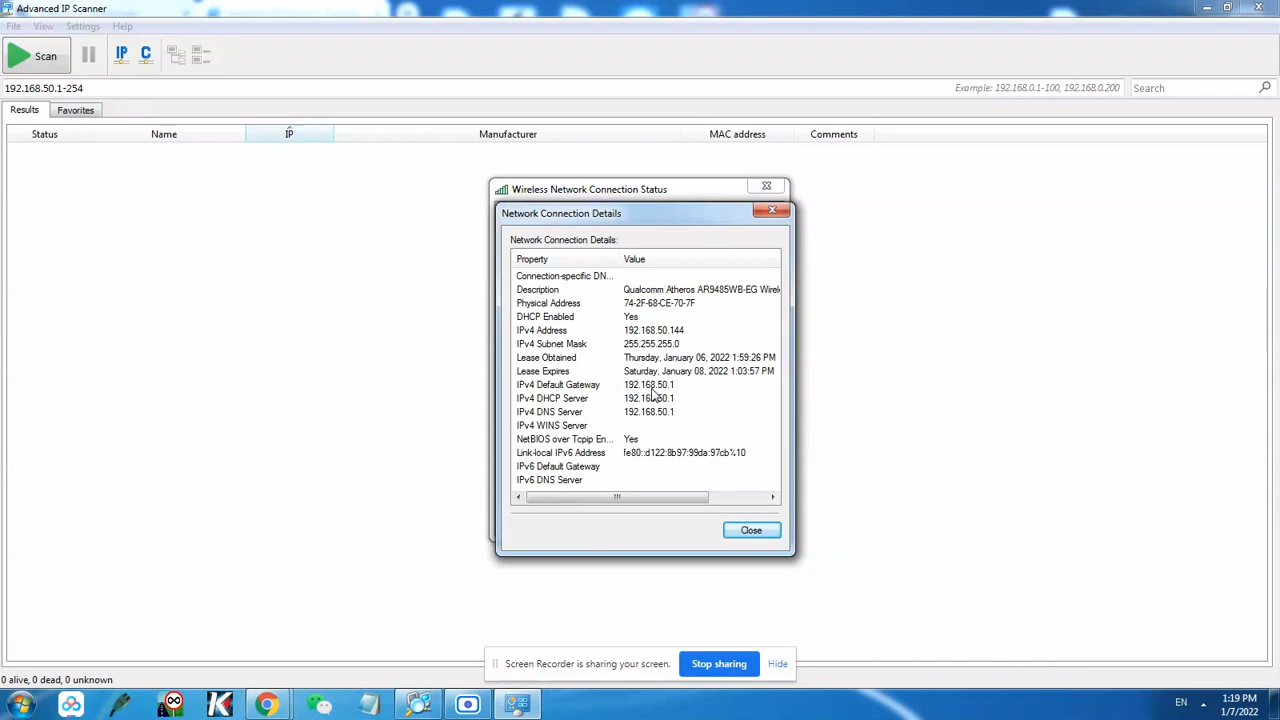 Advanced IP Scanner
File View Settings Help
Scan IP C
192.168.50.1-254 Example: 192.168.0.1-100, 192.168.0.200 Search
Results Favorites
Status Name IP Manufacturer MAC address Comments
Wireless Network Connection Status
Network Connection Details
Network Connection Details:
Property Value
Connection-specific DN...
Description Qualcomm Atheros AR9485WB-EG Wirele
Physical Address 74-2F-68-CE-70-7F
DHCP Enabled Yes
IPv4 Address 192.168.50.144
IPv4 Subnet Mask 255.255.255.0
Lease Obtained Thursday, January 06, 2022 1:59:26 PM
Lease Expires Saturday, January 08, 2022 1:03:57 PM
IPv4 Default Gateway 192.168.50.1
IPv4 DHCP Server 192.168.50.1
IPv4 DNS Server 192.168.50.1
IPv4 WINS Server
NetBIOS over Tcpip En... Yes
Link-local IPv6 Address fe80::d122:8b97:99da:97cb%10
IPv6 Default Gateway
IPv6 DNS Server
Close
Screen Recorder is sharing your screen. Stop sharing Hide
0 alive, 0 dead, 0 unknown
EN 1:19 PM
1/7/2022